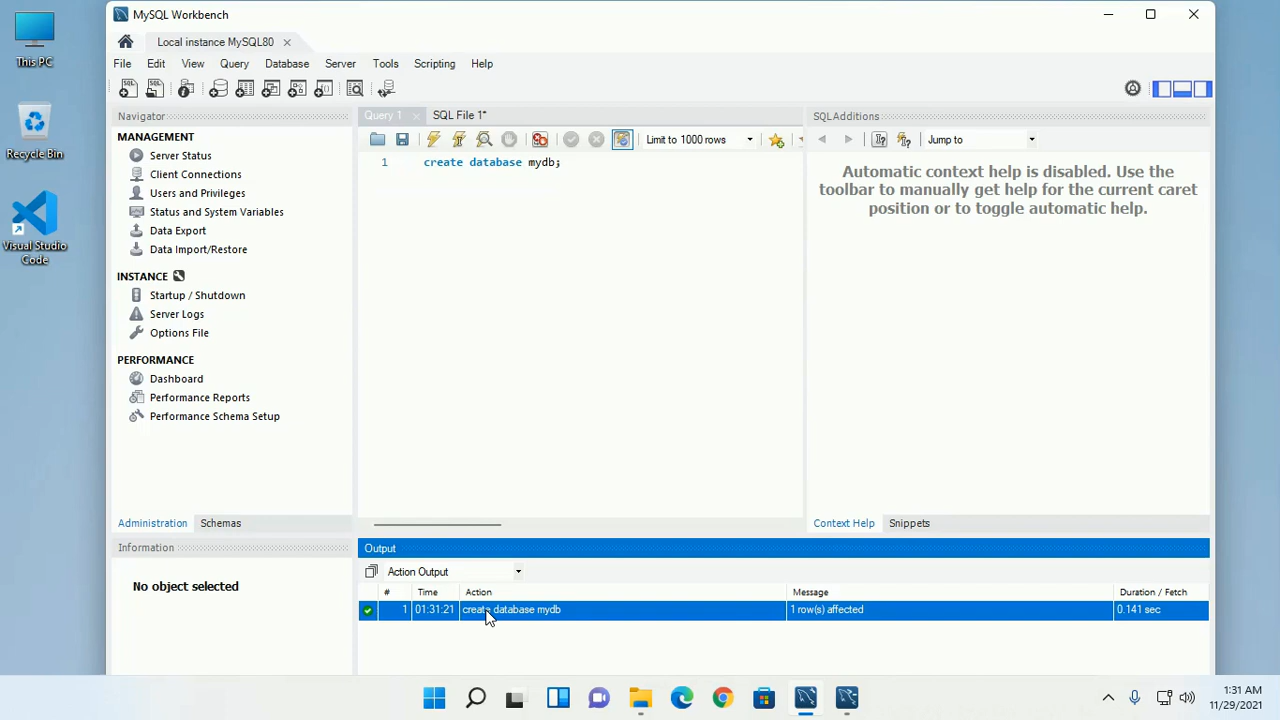 This PC
Recycle Bin
Visual Studio
Code
MySQL Workbench
Local instance MySQL80
File Edit View Query Database Server Tools Scripting Help
Navigator
MANAGEMENT
Server Status
Client Connections
Users and Privileges
Status and System Variables
Data Export
Data Import/Restore
INSTANCE
Startup / Shutdown
Server Logs
Options File
PERFORMANCE
Dashboard
Performance Reports
Performance Schema Setup
Administration Schemas
Information
No object selected
Query 1 SQL File 1*
Limit to 1000 rows
1 create database mydb;
SQLAdditions
Jump to
Automatic context help is disabled. Use the
toolbar to manually get help for the current caret
position or to toggle automatic help.
Context Help Snippets
Output
Action Output
# Time Action Message Duration / Fetch
1 01:31:21 create database mydb 1 row(s) affected 0.141 sec
1:31 AM
11/29/2021